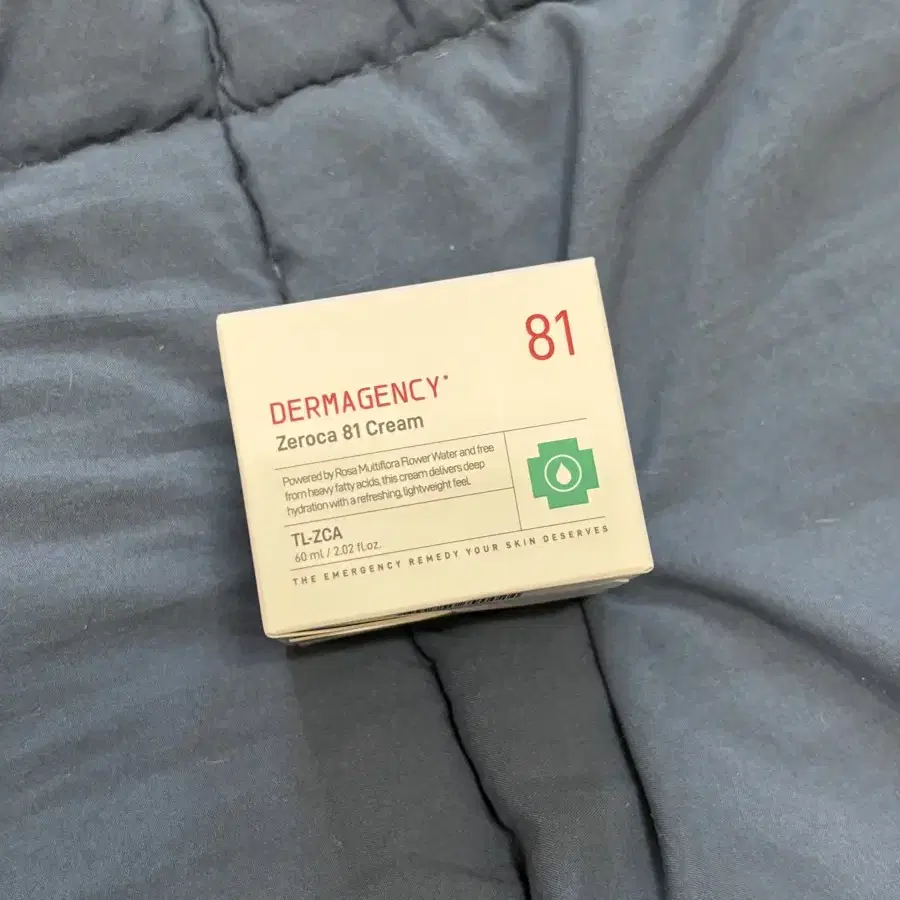 81
DERMAGENCY
Zeroca 81 Cream
Powered by Rosa Multiflora Flower Water and free
from heavy fatty acids, this cream delivers deep
hydration with a refreshing, lightweight feel.
TL-ZCA
60 ml / 2.02 fl.oz.
THE EMERGENCY REMEDY YOUR SKIN DESERVES